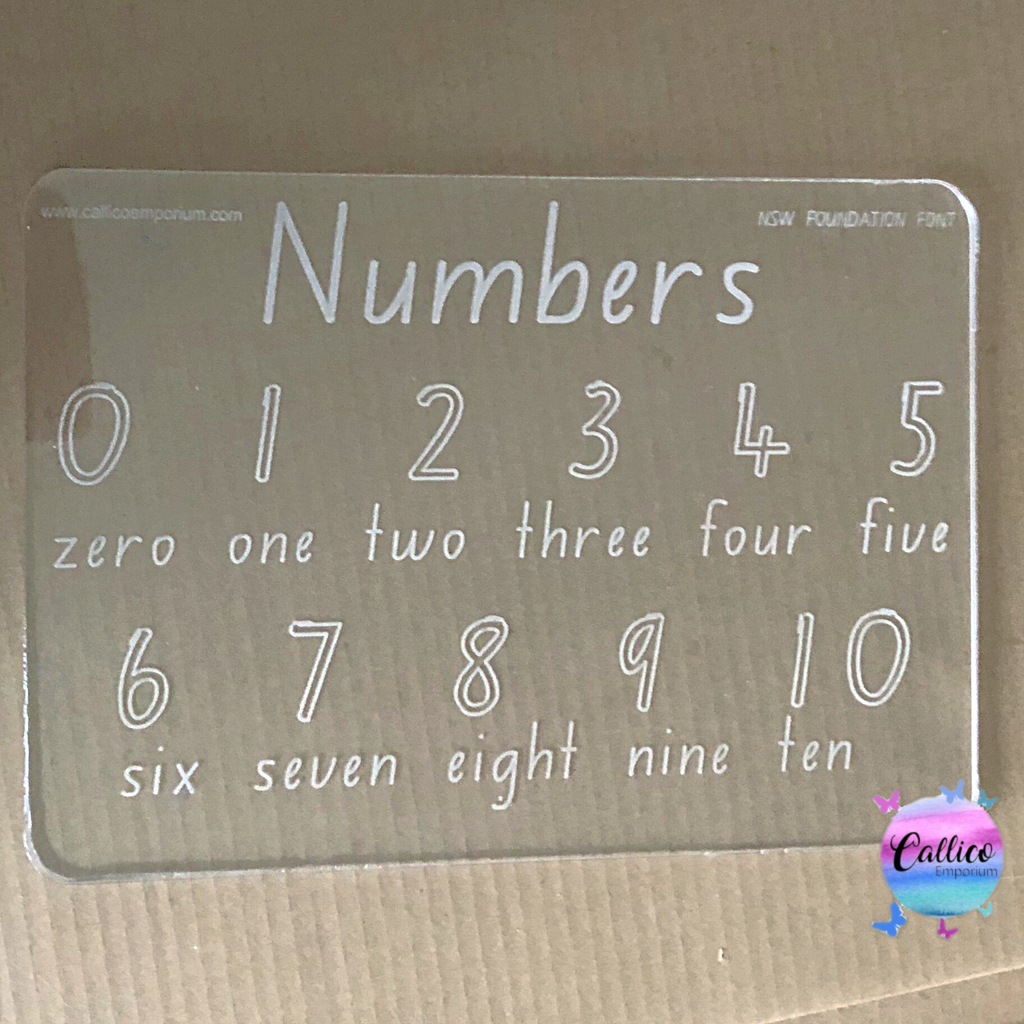 www.callicoemporium.com NSW FOUNDATION FONT
Numbers
0 1 2 3 4 5
zero one two three four five
6 7 8 9 10
six seven eight nine ten
Callico
Emporium